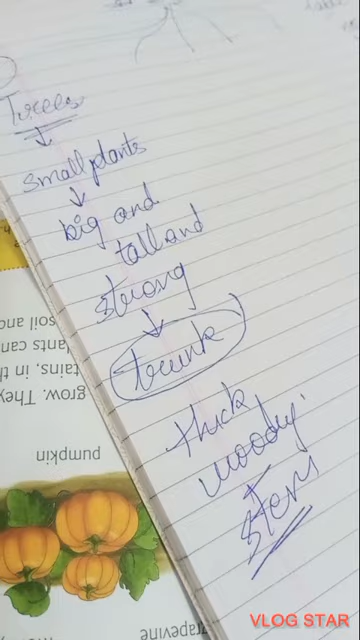 Trees
small plants
big and
tall and
strong
trunk
thick
woody
stem
soil and
plants can
tains, in th
grow. They
pumpkin
grapevine
VLOG STAR